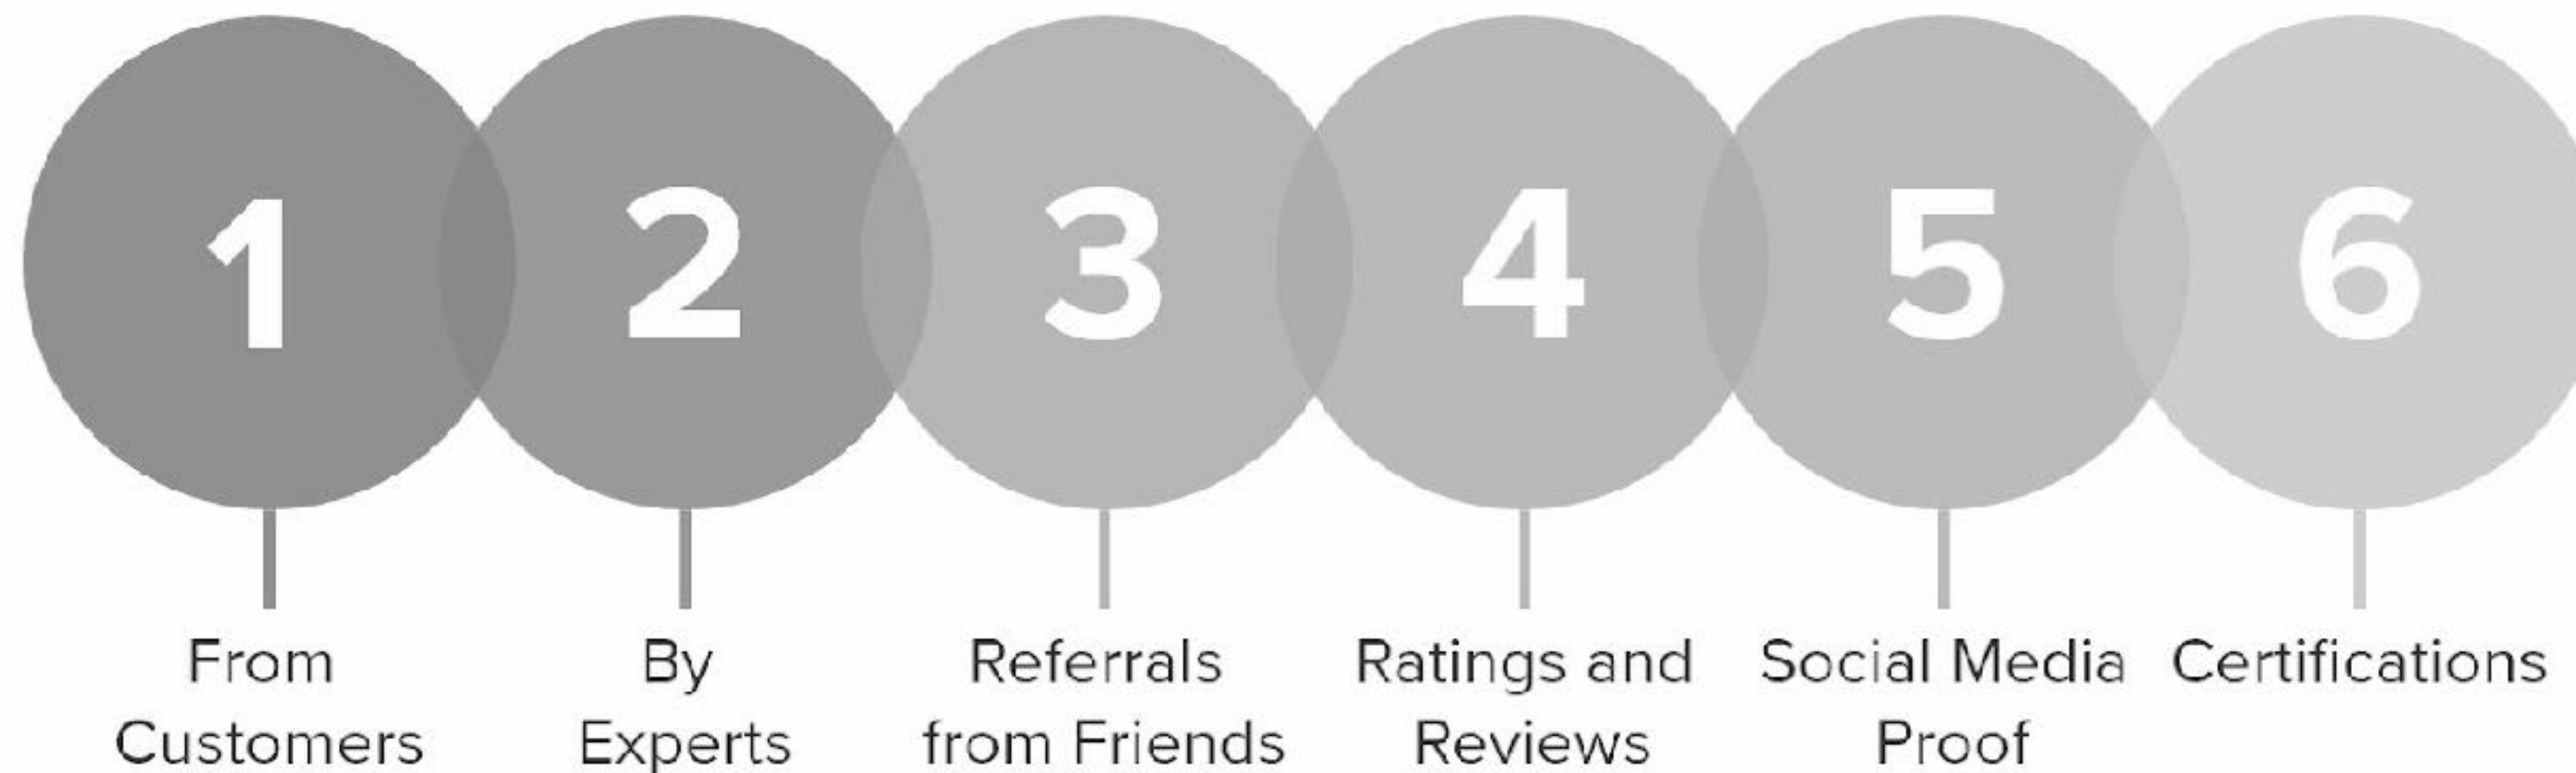 1
2
3
4
5
6
From
Customers
By
Experts
Referrals
from Friends
Ratings and
Reviews
Social Media
Proof
Certifications